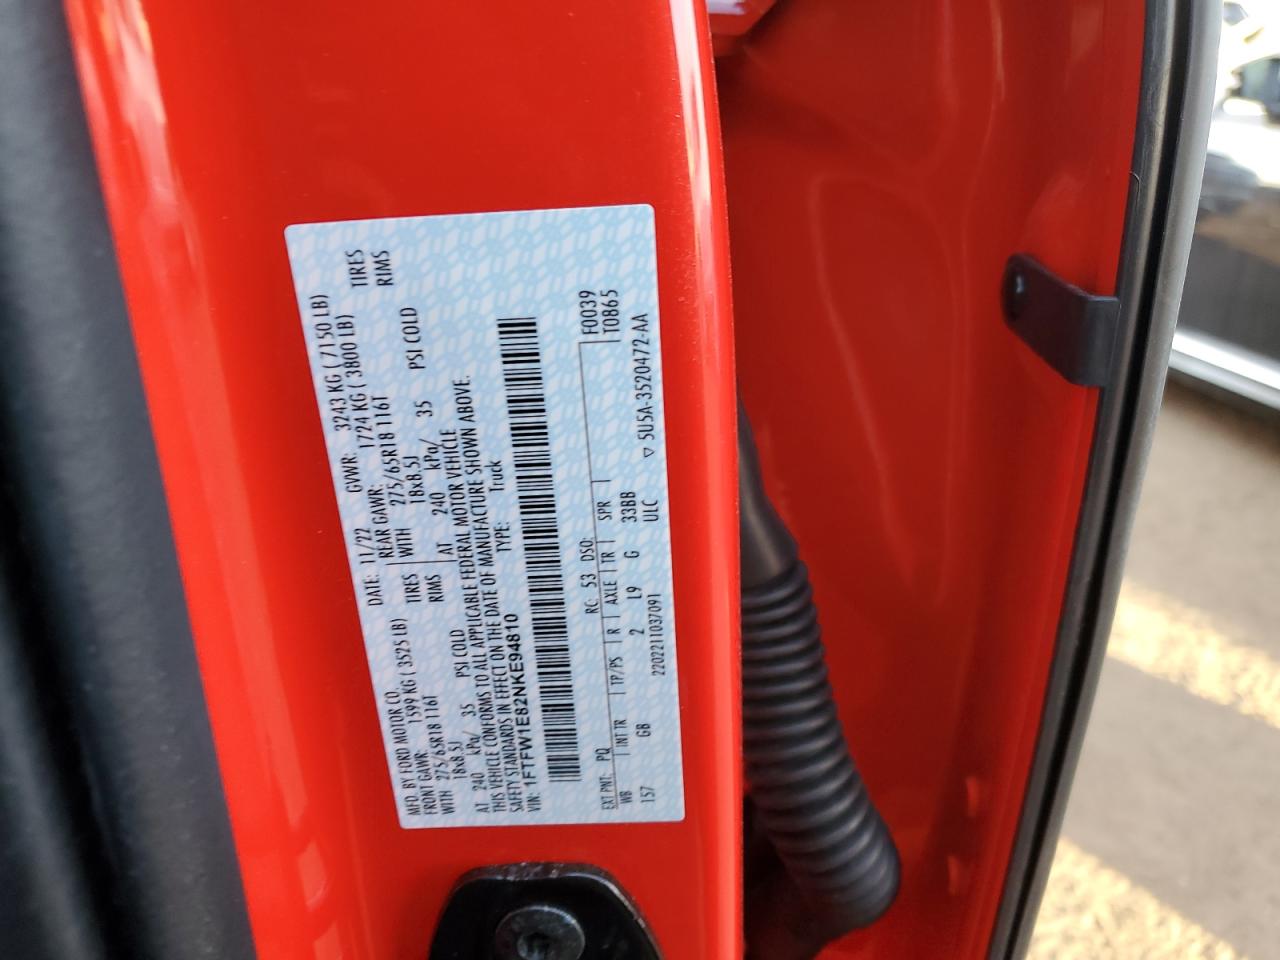 MFD. BY FORD MOTOR CO. DATE: 11/22 GVWR: 3243 KG ( 7150 LB)
FRONT GAWR: 1599 KG ( 3525 LB) REAR GAWR: 1724 KG ( 3800 LB)
WITH 275/65R18 116T TIRES WITH 275/65R18 116T TIRES
18x8.5J RIMS 18x8.5J RIMS
AT 240 kPa/ 35 PSI COLD AT 240 kPa/ 35 PSI COLD
THIS VEHICLE CONFORMS TO ALL APPLICABLE FEDERAL MOTOR VEHICLE
SAFETY STANDARDS IN EFFECT ON THE DATE OF MANUFACTURE SHOWN ABOVE.
VIN: 1FTFW1E82NKE94810 TYPE: Truck
EXT PNT: PQ RC: 53 DSO: F0039
WB INT TR TP/PS R AXLE TR SPR T0865
157 GB 2 L9 G 33BB
2202211037091 ULC ▽ 5U5A-3520472-AA